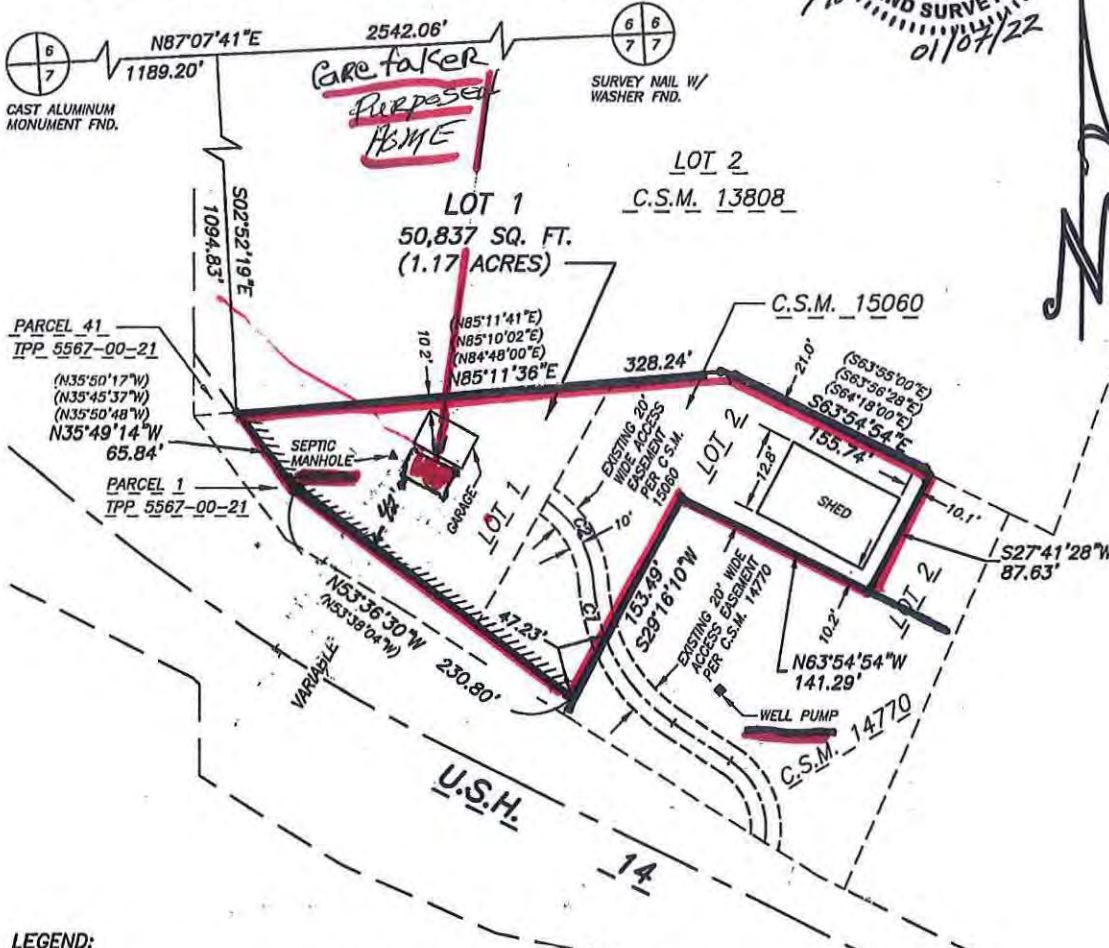 ND SURVE
01/07/22
6 6
7 7
N87°07'41"E 2542.06'
1189.20'
CAST ALUMINUM
MONUMENT FND.
6 6
7 7
SURVEY NAIL W/
WASHER FND.
Care taker
Purposed
HOME
LOT 2
C.S.M. 13808
N
S02°52'19"E
1094.83'
LOT 1
50,837 SQ. FT.
(1.17 ACRES)
C.S.M. 15060
PARCEL 41
TPP 5567-00-21
(N35°50'17"W)
(N35°45'37"W)
(N35°50'48"W)
N35°49'14"W
65.84'
PARCEL 1
TPP 5567-00-21
10.2'
(N85°11'41"E)
(N85°10'02"E)
(N84°48'00"E)
N85°11'36"E
328.24'
21.0'
(S63°55'00"E)
(S63°56'28"E)
(S64°18'00"E)
S63°54'54"E
155.74'
SEPTIC
MANHOLE
GARAGE
LOT 1
EXISTING 20'
WIDE ACCESS
EASEMENT
PER C.S.M.
15060
LOT 2
12.8'
SHED
10.1'
S27°41'28"W
87.63'
C2
10'
C1
153.49'
S29°16'10"W
LOT 2
10.2'
N63°54'54"W
141.29'
EXISTING 20' WIDE
ACCESS EASEMENT
PER C.S.M. 14770
WELL PUMP
C.S.M. 14770
N53°36'30"W
(N53°38'04"W)
230.80'
47.23'
VARIABLE
U.S.H.
14
LEGEND: